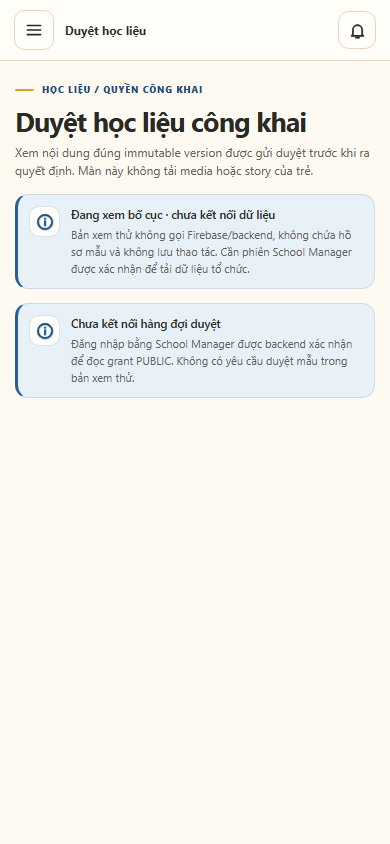 Duyệt học liệu
HỌC LIỆU / QUYỀN CÔNG KHAI
Duyệt học liệu công khai
Xem nội dung đúng immutable version được gửi duyệt trước khi ra
quyết định. Màn này không tải media hoặc story của trẻ.
Đang xem bố cục · chưa kết nối dữ liệu
Bản xem thử không gọi Firebase/backend, không chứa hồ
sơ mẫu và không lưu thao tác. Cần phiên School Manager
được xác nhận để tải dữ liệu tổ chức.
Chưa kết nối hàng đợi duyệt
Đăng nhập bằng School Manager được backend xác nhận
để đọc grant PUBLIC. Không có yêu cầu duyệt mẫu trong
bản xem thử.